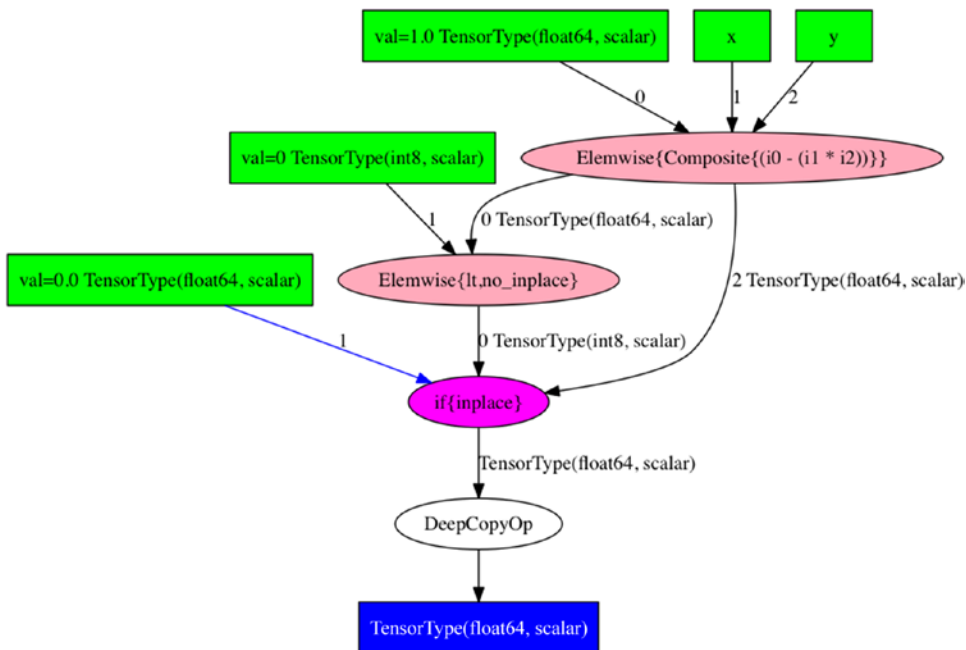 val=1.0 TensorType(float64, scalar)
x
y
0
1
2
val=0 TensorType(int8, scalar)
Elemwise{Composite{(i0 - (i1 * i2))}}
1
0 TensorType(float64, scalar)
val=0.0 TensorType(float64, scalar)
Elemwise{lt,no_inplace}
2 TensorType(float64, scalar)
1
0 TensorType(int8, scalar)
if{inplace}
TensorType(float64, scalar)
DeepCopyOp
TensorType(float64, scalar)